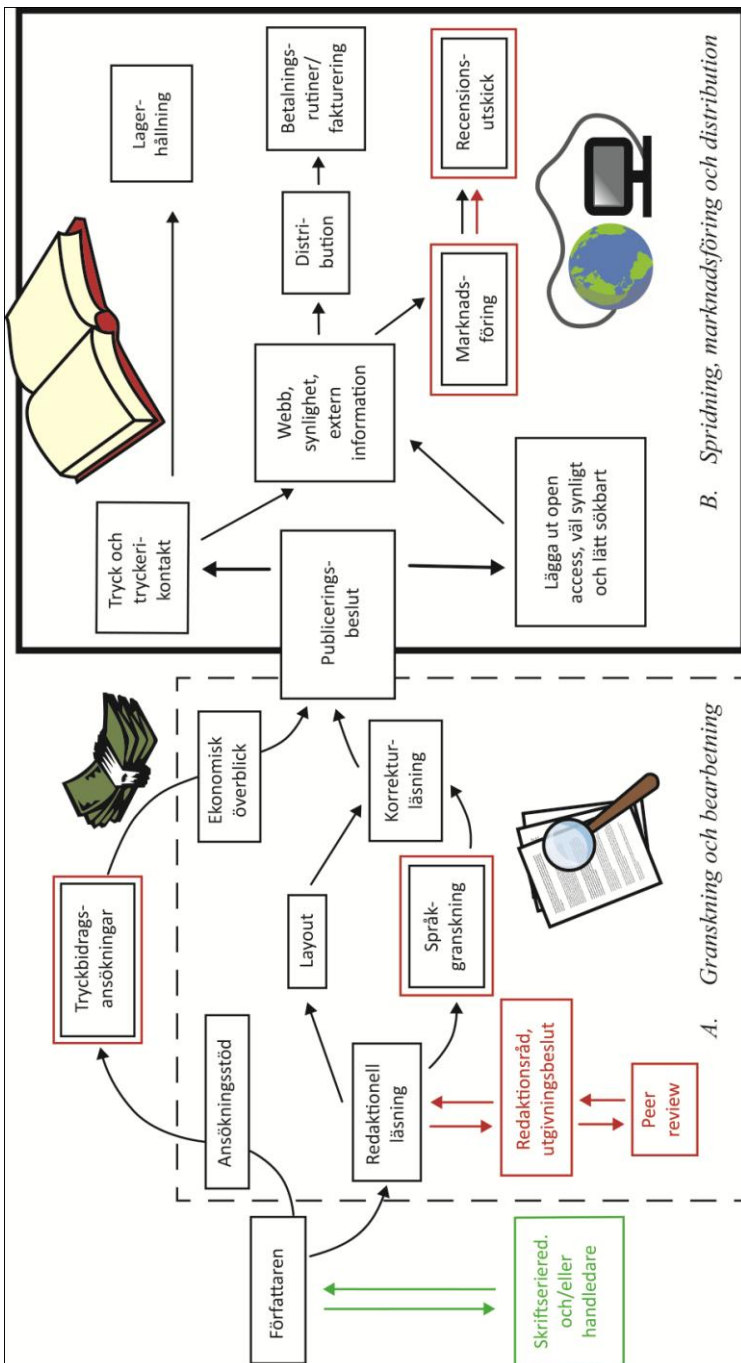 Författaren
Skriftseriered.
och/eller
handledare
Ansökningsstöd
Tryckbidrags-
ansökningar
Ekonomisk
överblick
Redaktionell
läsning
Redaktionsråd,
utgivningsbeslut
Peer
review
Layout
Språk-
granskning
Korrektur-
läsning
A. Granskning och bearbetning
Publicerings-
beslut
Tryck och
tryckeri-
kontakt
Lager-
hållning
Webb,
synlighet,
extern
information
Distri-
bution
Betalnings-
rutiner/
fakturering
Marknads-
föring
Recensions-
utskick
Lägga ut open
access, väl synligt
och lätt sökbart
B. Spridning, marknadsföring och distribution